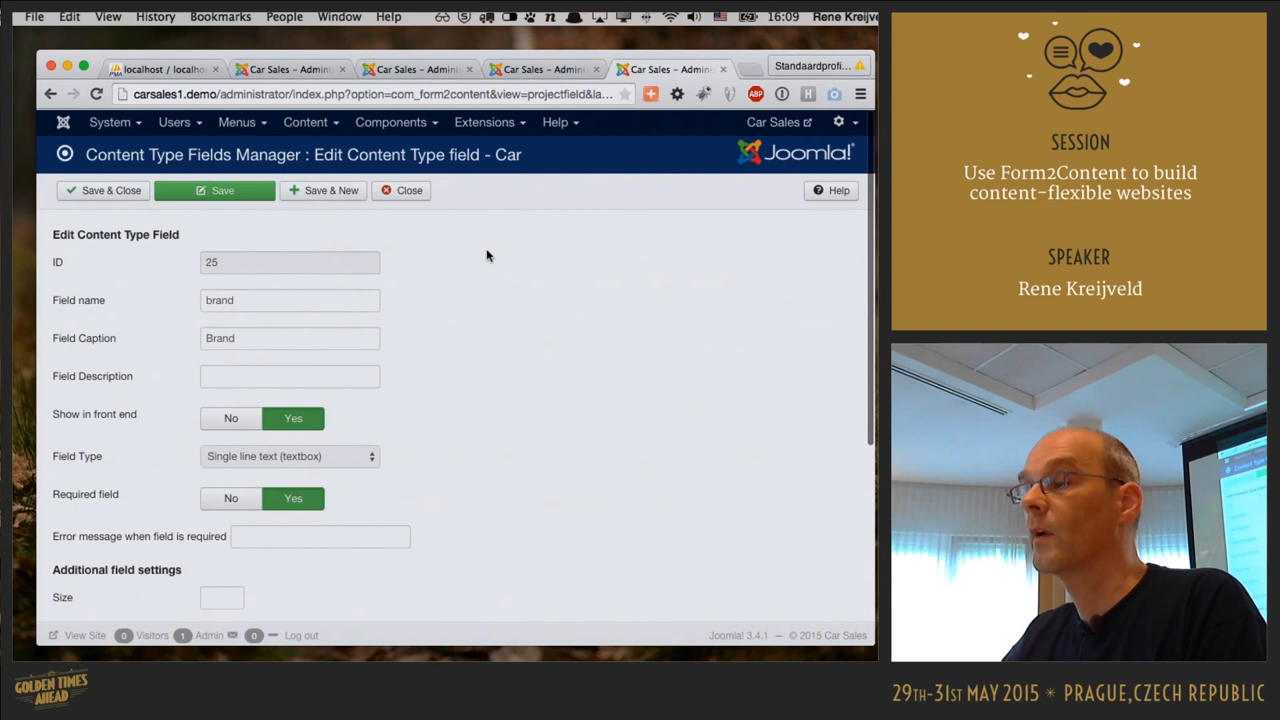 File Edit View History Bookmarks People Window Help 16:09 Rene Kreijve
localhost / localho Car Sales - Admini Car Sales - Admini Car Sales - Admini Car Sales - Admini Standaardprofi...
carsales1.demo/administrator/index.php?option=com_form2content&view=projectfield&la...
System Users Menus Content Components Extensions Help Car Sales
Content Type Fields Manager : Edit Content Type field - Car Joomla!
Save & Close Save Save & New Close Help
Edit Content Type Field
ID 25
Field name brand
Field Caption Brand
Field Description
Show in front end No Yes
Field Type Single line text (textbox)
Required field No Yes
Error message when field is required
Additional field settings
Size
View Site 0 Visitors 1 Admin 0 Log out Joomla! 3.4.1 — © 2015 Car Sales
SESSION
Use Form2Content to build
content-flexible websites
SPEAKER
Rene Kreijveld
GOLDEN TIMES
AHEAD
29TH-31ST MAY 2015 * PRAGUE,CZECH REPUBLIC